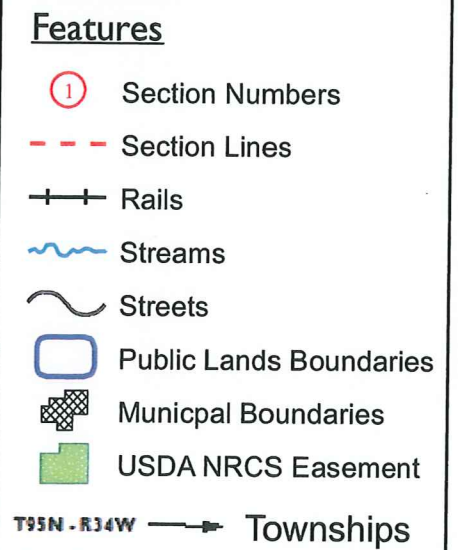 Features
1 Section Numbers
Section Lines
Rails
Streams
Streets
Public Lands Boundaries
Municpal Boundaries
USDA NRCS Easement
T95N - R34W Townships